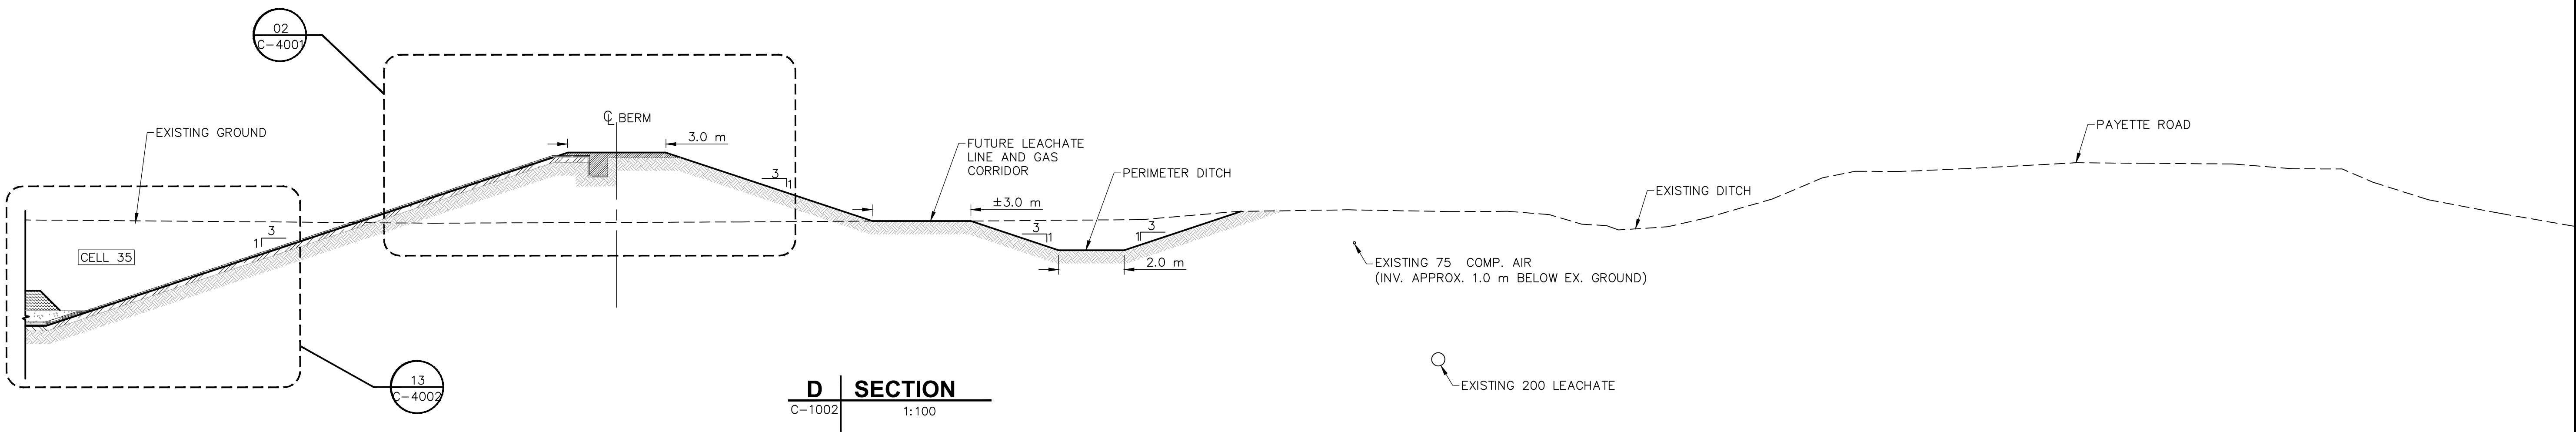 02
C-4001
EXISTING GROUND
℄ BERM
3.0 m
FUTURE LEACHATE
LINE AND GAS
CORRIDOR
PERIMETER DITCH
PAYETTE ROAD
3
1
EXISTING DITCH
±3.0 m
3
1
3
1
3
1
CELL 35
2.0 m
EXISTING 75 COMP. AIR
(INV. APPROX. 1.0 m BELOW EX. GROUND)
13
C-4002
D SECTION
C-1002 1:100
EXISTING 200 LEACHATE